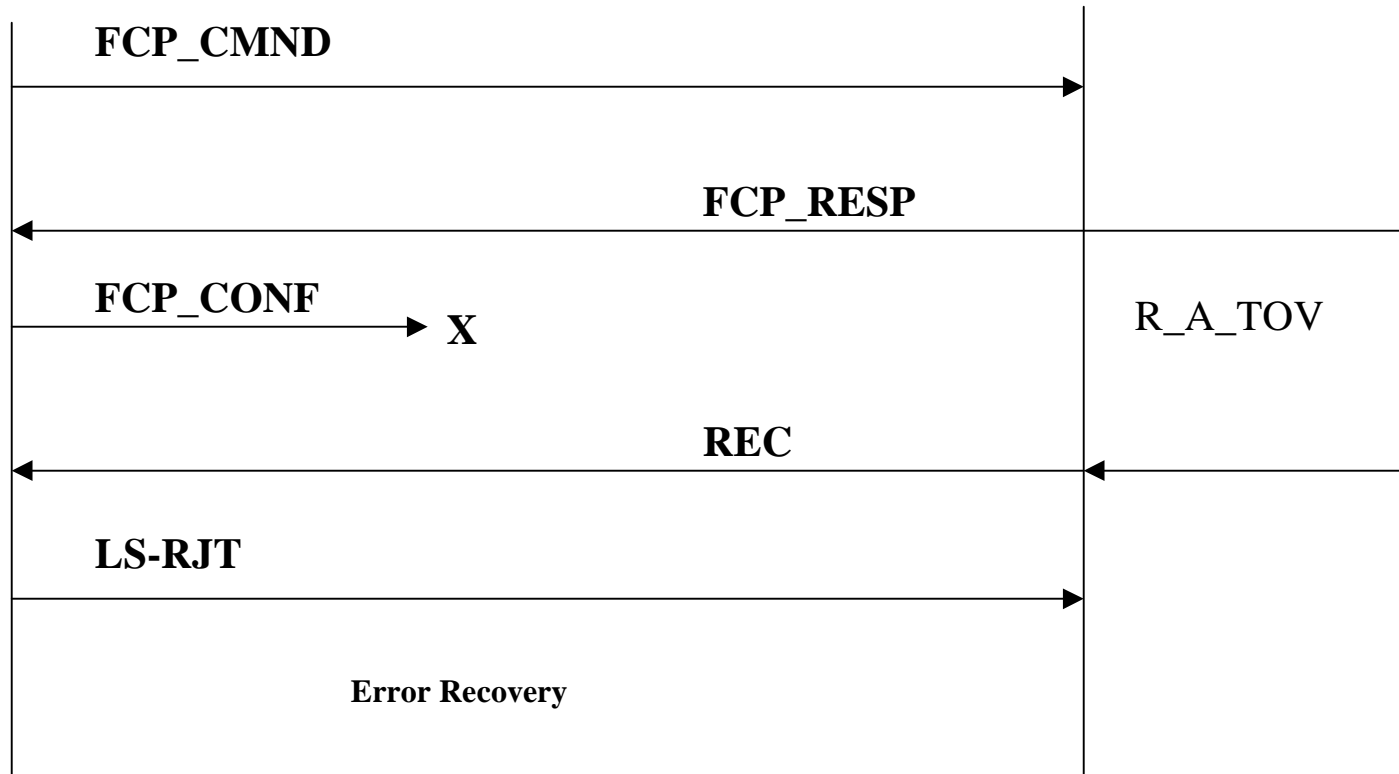 FCP_CMND
FCP_RESP
FCP_CONF
X
R_A_TOV
REC
LS-RJT
Error Recovery